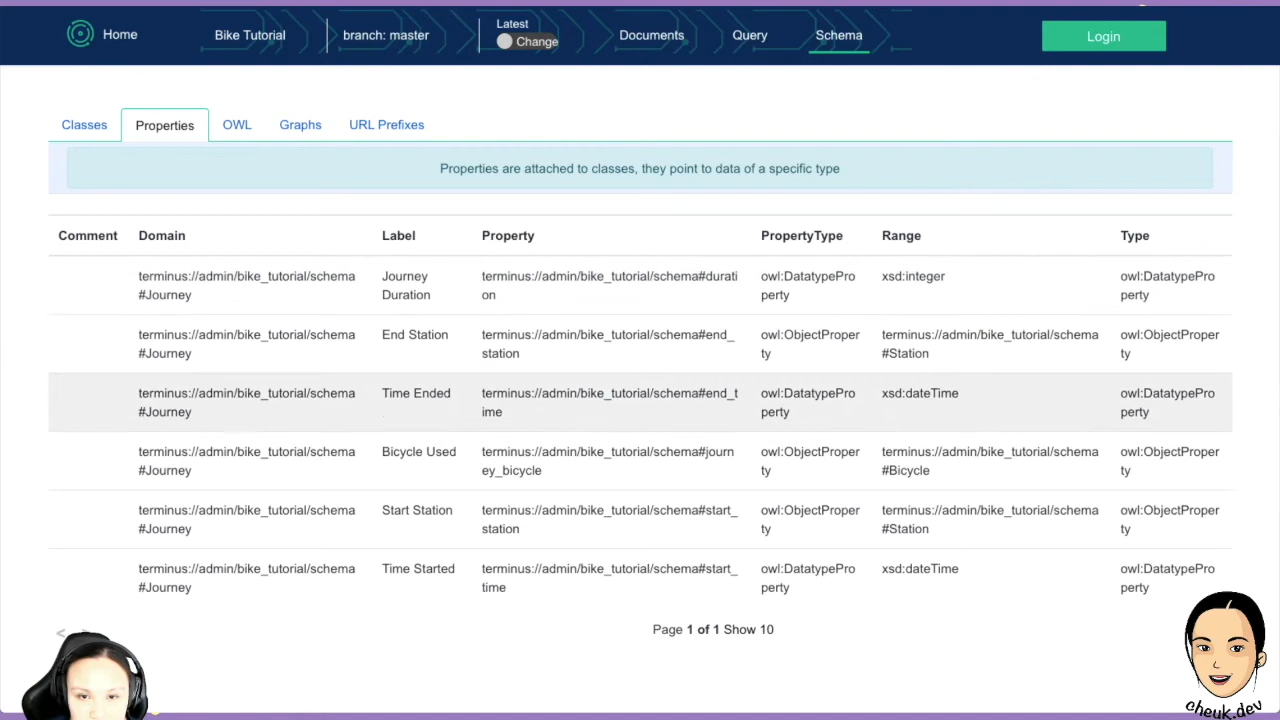 Home
Bike Tutorial
branch: master
Latest
Change
Documents
Query
Schema
Login
Classes
Properties
OWL
Graphs
URL Prefixes
Properties are attached to classes, they point to data of a specific type
Comment Domain Label Property PropertyType Range Type
terminus://admin/bike_tutorial/schema Journey terminus://admin/bike_tutorial/schema#durati owl:DatatypePro xsd:integer owl:DatatypePro
#Journey Duration on perty perty
terminus://admin/bike_tutorial/schema End Station terminus://admin/bike_tutorial/schema#end_ owl:ObjectProper terminus://admin/bike_tutorial/schema owl:ObjectProper
#Journey station ty #Station ty
terminus://admin/bike_tutorial/schema Time Ended terminus://admin/bike_tutorial/schema#end_t owl:DatatypePro xsd:dateTime owl:DatatypePro
#Journey ime perty perty
terminus://admin/bike_tutorial/schema Bicycle Used terminus://admin/bike_tutorial/schema#journ owl:ObjectProper terminus://admin/bike_tutorial/schema owl:ObjectProper
#Journey ey_bicycle ty #Bicycle ty
terminus://admin/bike_tutorial/schema Start Station terminus://admin/bike_tutorial/schema#start_ owl:ObjectProper terminus://admin/bike_tutorial/schema owl:ObjectProper
#Journey station ty #Station ty
terminus://admin/bike_tutorial/schema Time Started terminus://admin/bike_tutorial/schema#start_ owl:DatatypePro xsd:dateTime owl:DatatypePro
#Journey time perty perty
Page 1 of 1 Show 10
cheuk.dev